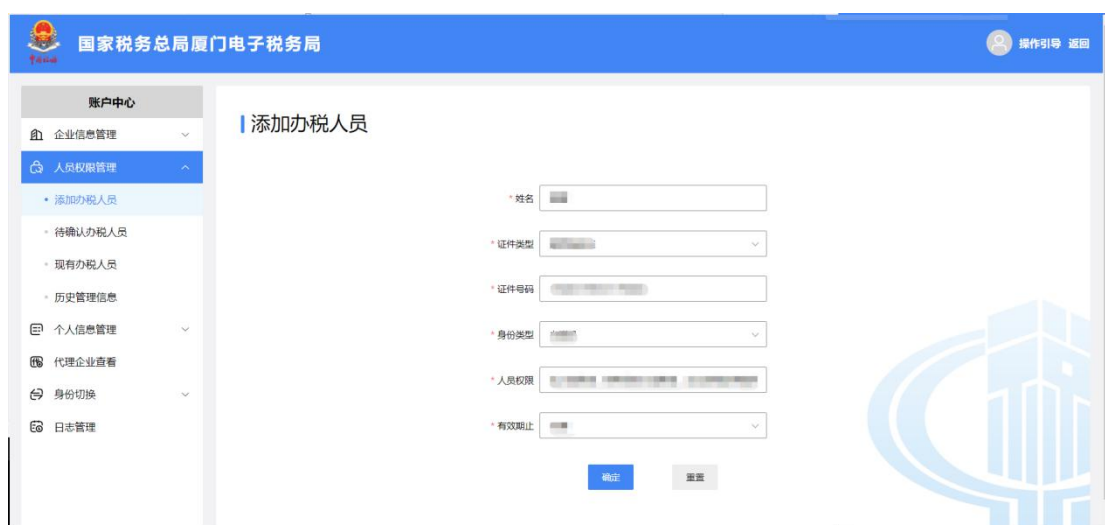 国家税务总局厦门电子税务局
操作引导 返回
账户中心
企业信息管理
人员权限管理
添加办税人员
待确认办税人员
现有办税人员
历史管理信息
个人信息管理
代理企业查看
身份切换
日志管理
添加办税人员
* 姓名
* 证件类型
* 证件号码
* 身份类型
* 人员权限
* 有效期止
确定
重置